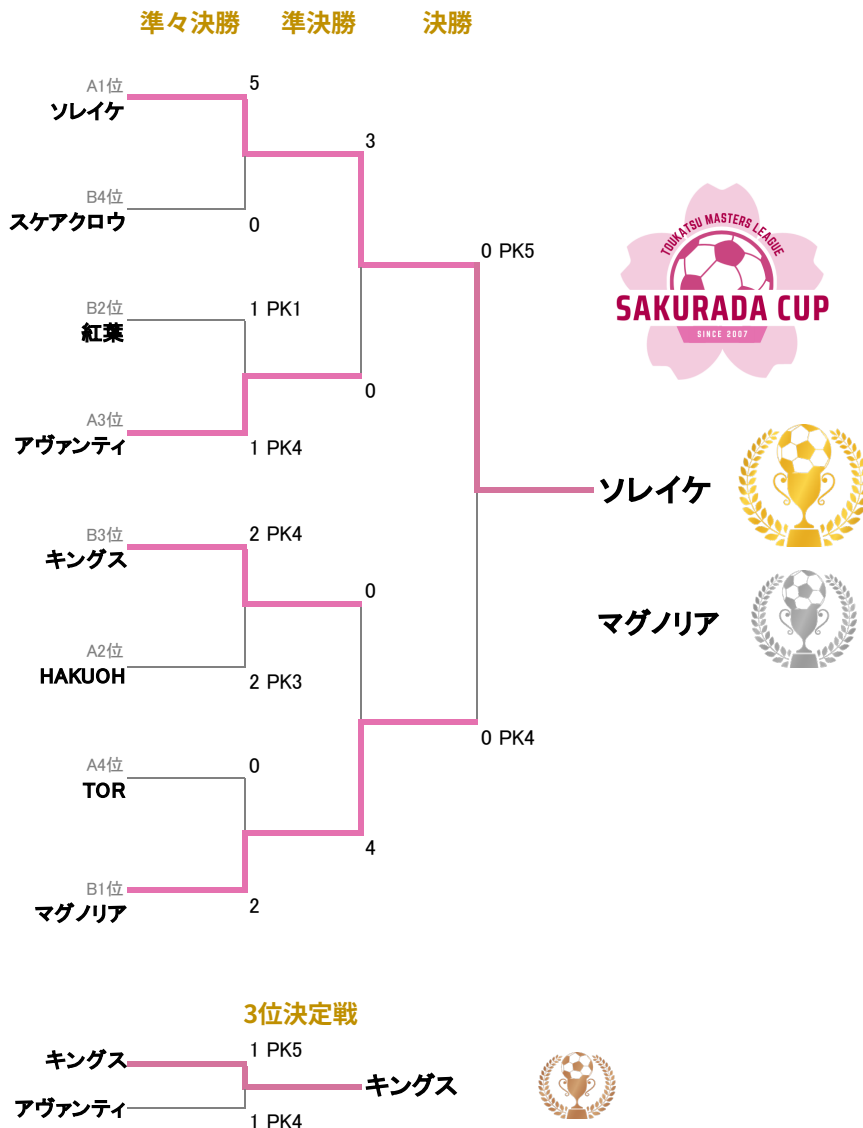 準々決勝 準決勝 決勝
A1位
ソレイケ
5
3
B4位
スケアクロウ
0
0 PK5
B2位
紅葉
1 PK1
0
A3位
アヴァンティ
1 PK4
TOUKATSU MASTERS LEAGUE
SAKURADA CUP
SINCE 2007
ソレイケ
マグノリア
B3位
キングス
2 PK4
0
A2位
HAKUOH
2 PK3
0 PK4
A4位
TOR
0
4
B1位
マグノリア
2
3位決定戦
キングス
1 PK5
キングス
アヴァンティ
1 PK4